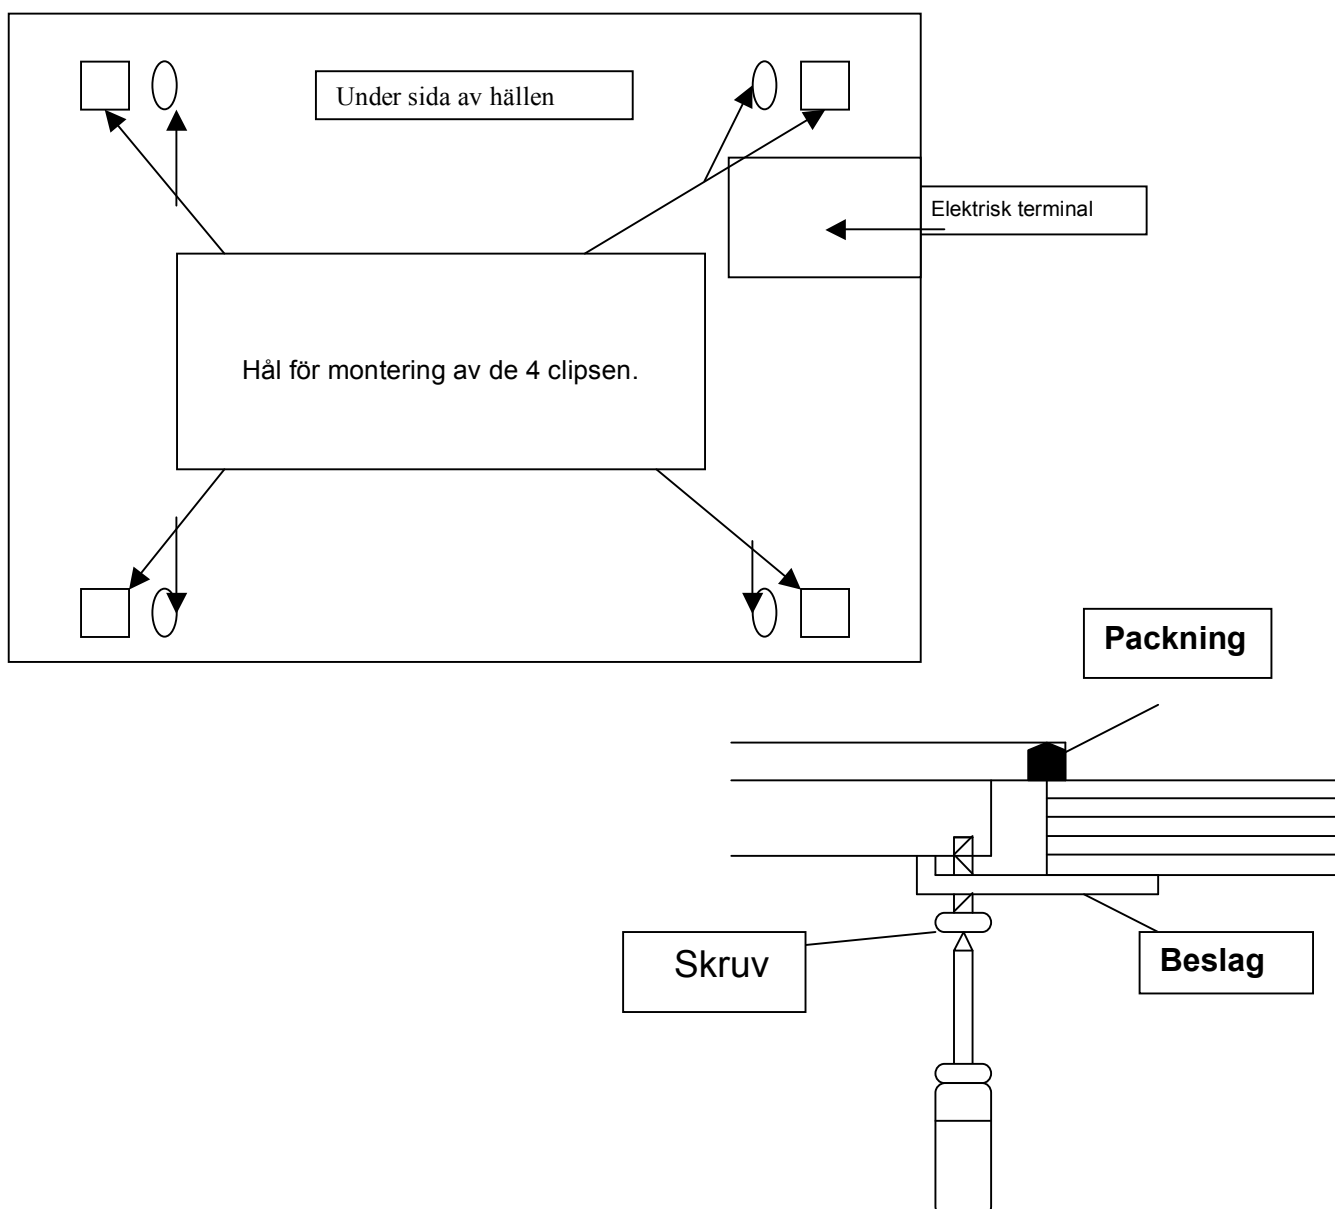 Under sida av hällen
Elektrisk terminal
Hål för montering av de 4 clipsen.
Packning
Skruv
Beslag